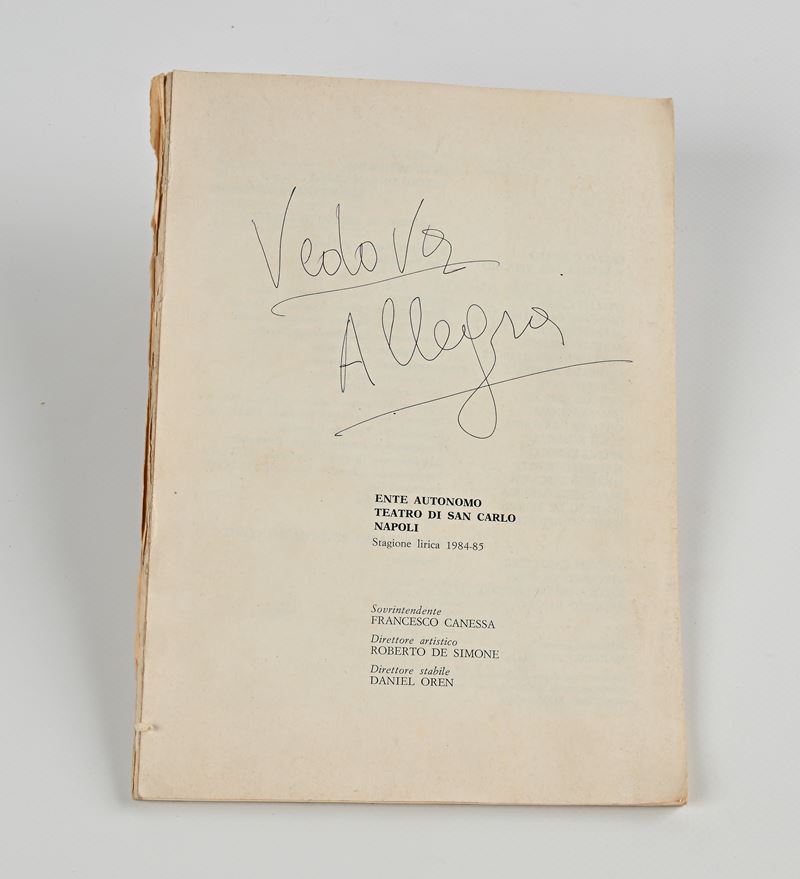 Vedova
Allegra
ENTE AUTONOMO
TEATRO DI SAN CARLO
NAPOLI
Stagione lirica 1984-85
Sovrintendente
FRANCESCO CANESSA
Direttore artistico
ROBERTO DE SIMONE
Direttore stabile
DANIEL OREN